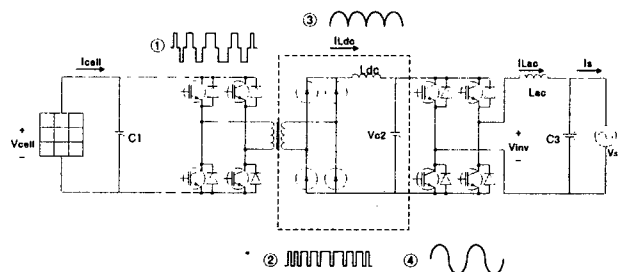 ③
①
Icell
ILdc
Ldc
ILac
Lac
Is
+
Vcell
−
C1
Vc2
+
Vinv
−
C3
Vs
②
④